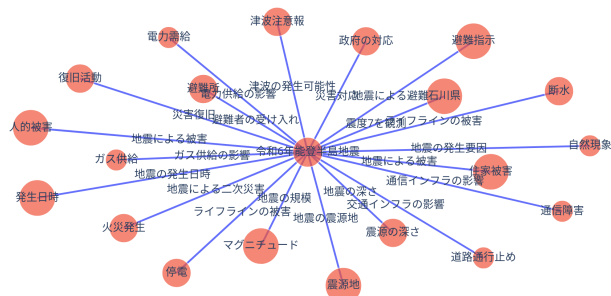 津波注意報
電力需給
政府の対応
避難指示
復旧活動
避難所
電力供給の影響
津波の発生可能性
災害対応
地震による避難
石川県
断水
災害復旧
避難者の受け入れ
震度7を観測
ライフラインの被害
人的被害
地震による被害
ガス供給
ガス供給の影響
令和6年能登半島地震
地震の発生要因
自然現象
地震による被害
住家被害
地震の発生日時
発生日時
地震による二次災害
地震の規模
地震の深さ
通信インフラの影響
交通インフラの影響
ライフラインの被害
地震の震源地
通信障害
火災発生
マグニチュード
震源の深さ
道路通行止め
停電
震源地